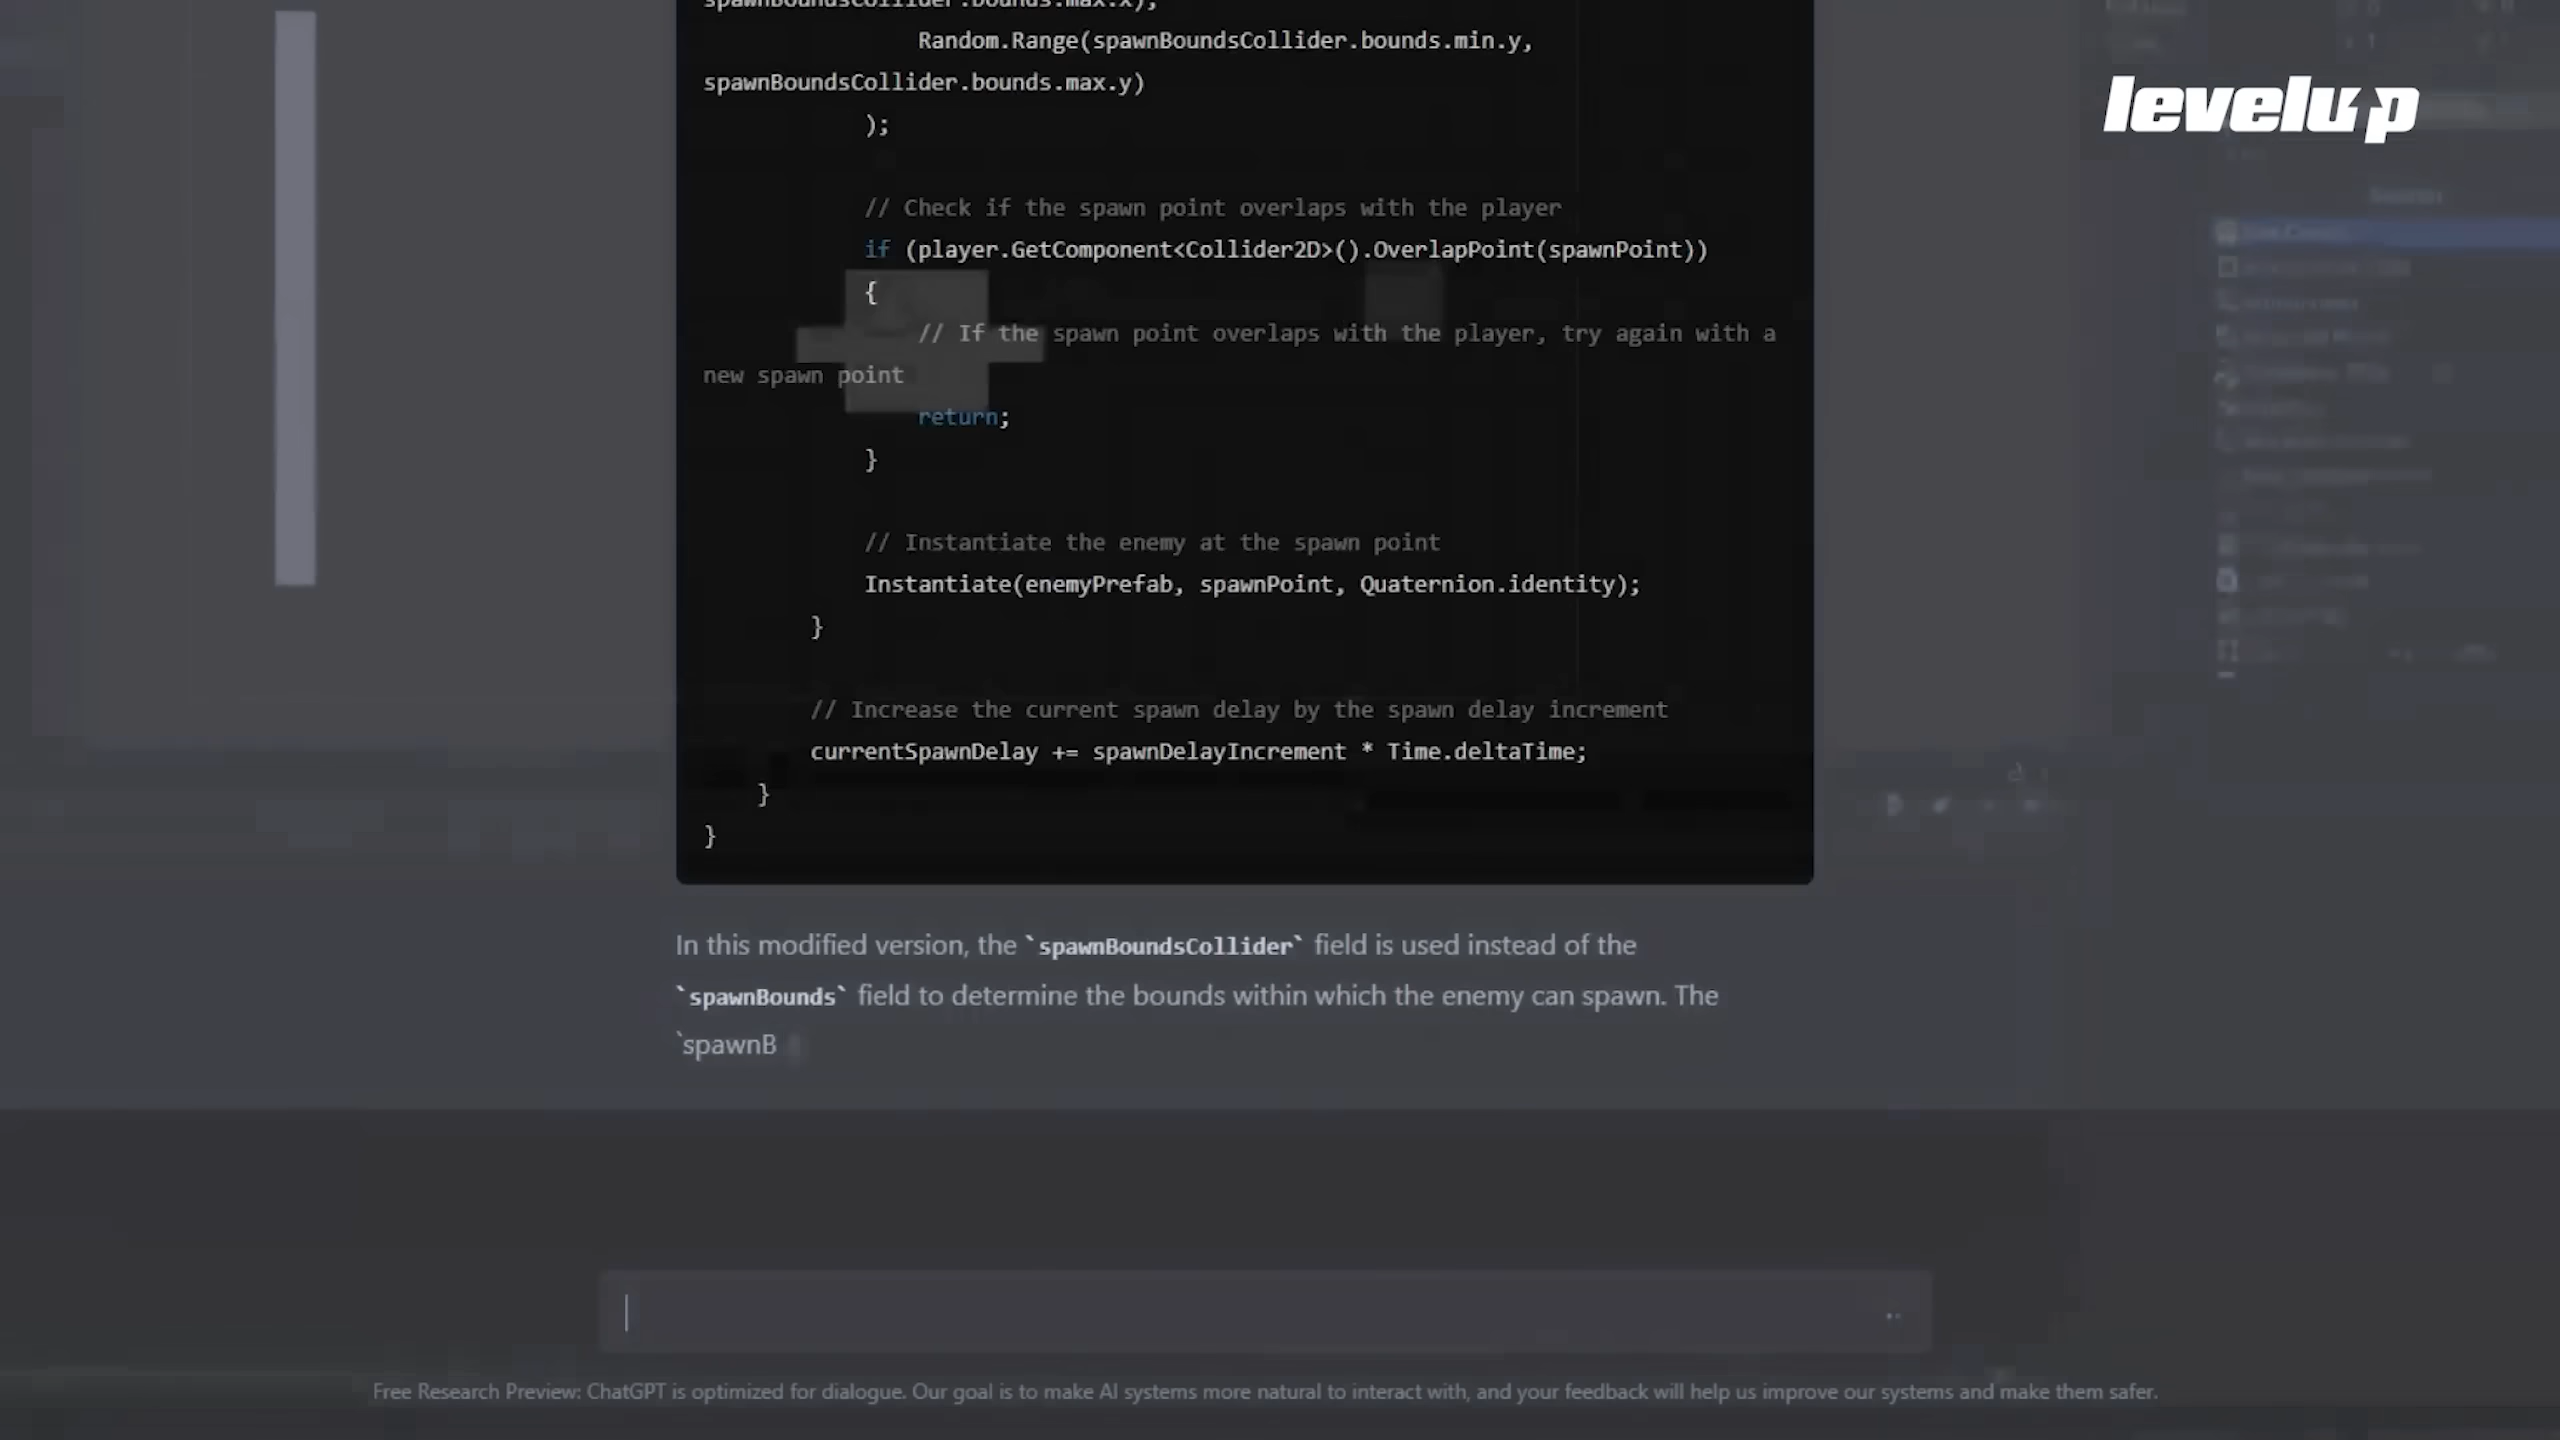 spawnBoundsCollider.bounds.max.x),
Random.Range(spawnBoundsCollider.bounds.min.y,
spawnBoundsCollider.bounds.max.y)
);
// Check if the spawn point overlaps with the player
if (player.GetComponent<Collider2D>().OverlapPoint(spawnPoint))
{
// If the spawn point overlaps with the player, try again with a
new spawn point
return;
}
// Instantiate the enemy at the spawn point
Instantiate(enemyPrefab, spawnPoint, Quaternion.identity);
}
// Increase the current spawn delay by the spawn delay increment
currentSpawnDelay += spawnDelayIncrement * Time.deltaTime;
}
}
levelup
In this modified version, the `spawnBoundsCollider` field is used instead of the
`spawnBounds` field to determine the bounds within which the enemy can spawn. The
`spawnB
Free Research Preview: ChatGPT is optimized for dialogue. Our goal is to make AI systems more natural to interact with, and your feedback will help us improve our systems and make them safer.